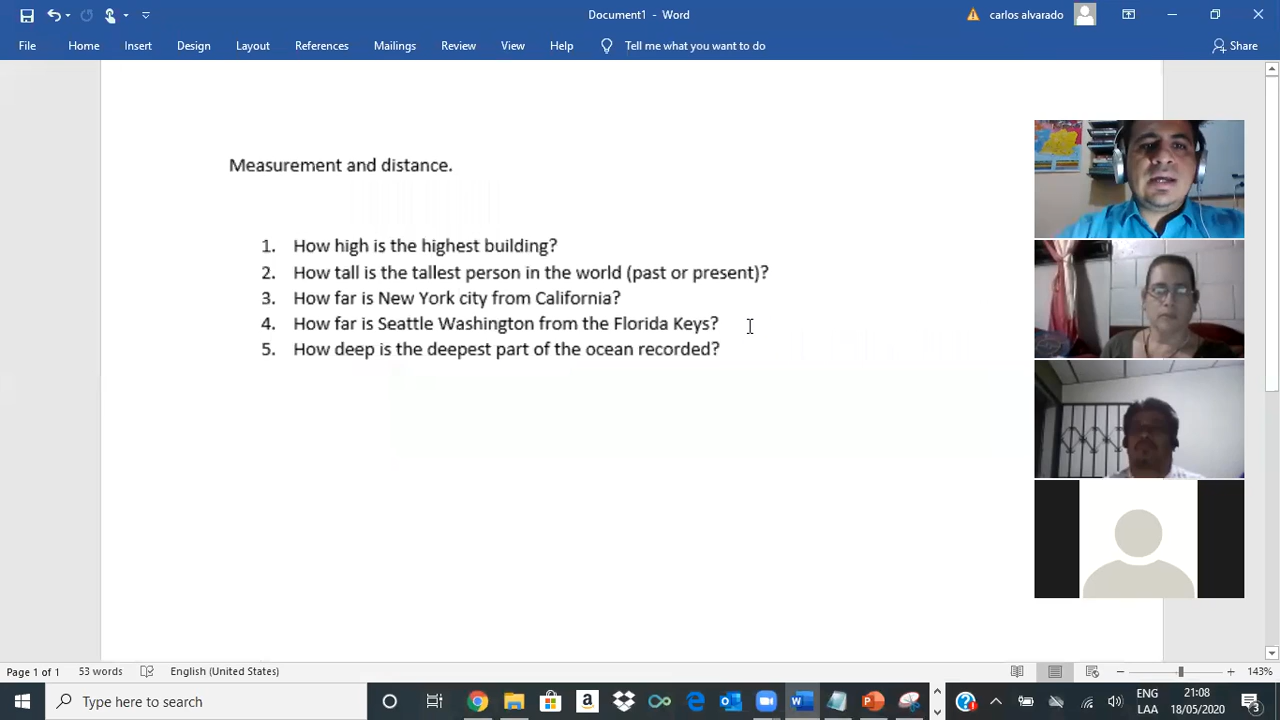 Document1 - Word
carlos alvarado
File Home Insert Design Layout References Mailings Review View Help Tell me what you want to do Share
Measurement and distance.
1. How high is the highest building?
2. How tall is the tallest person in the world (past or present)?
3. How far is New York city from California?
4. How far is Seattle Washington from the Florida Keys?
5. How deep is the deepest part of the ocean recorded?
Page 1 of 1 53 words English (United States) 143%
Type here to search
ENG 21:08
LAA 18/05/2020